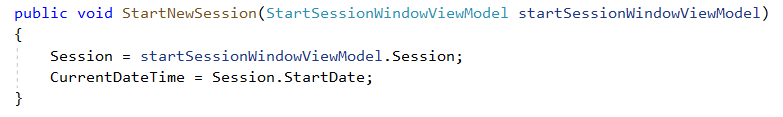 public void StartNewSession(StartSessionWindowViewModel startSessionWindowViewModel)
{
    Session = startSessionWindowViewModel.Session;
    CurrentDateTime = Session.StartDate;
}